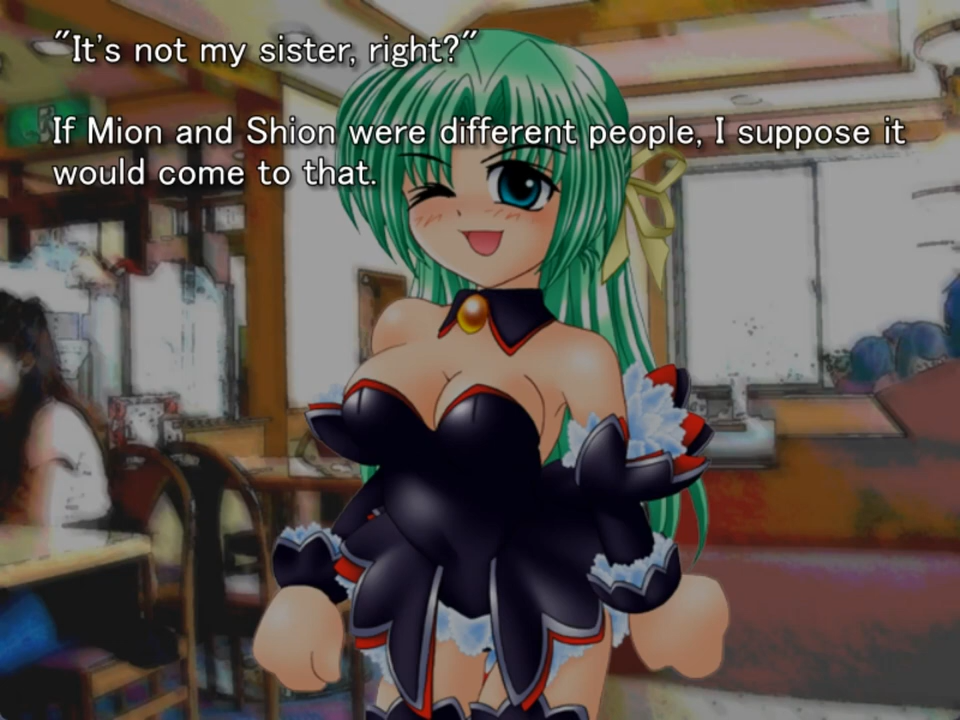 "It's not my sister, right?"
If Mion and Shion were different people, I suppose it
would come to that.